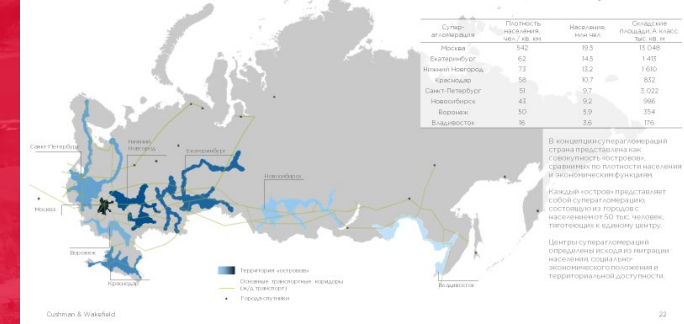 Супер-агломерация Плотность населения, чел./ кв. км Население млн чел Складские площади, А класс тыс. кв. м
Москва 542 19,3 13 048
Екатеринбург 62 14,5 1 413
Нижний Новгород 73 13,2 1 610
Краснодар 58 10,7 832
Санкт-Петербург 51 9,7 3 022
Новосибирск 43 9,2 986
Воронеж 50 5,9 354
Владивосток 16 3,6 176
Санкт-Петербург
Нижний
Новгород
Екатеринбург
Новосибирск
Москва
Воронеж
Краснодар
Владивосток
В концепции суперагломераций
страна представлена как
совокупность «островов»,
сравнимых по плотности населения
и экономическим функциям.
Каждый «остров» представляет
собой суперагломерацию,
состоящую из городов с
населением от 50 тыс. человек,
тяготеющих к единому центру.
Центры суперагломераций
определены исходя из миграции
населения, социально-
экономического положения и
территориальной доступности.
Территория «островов»
Основные транспортные коридоры
(ж/д транспорт)
Города-спутники
Cushman & Wakefield